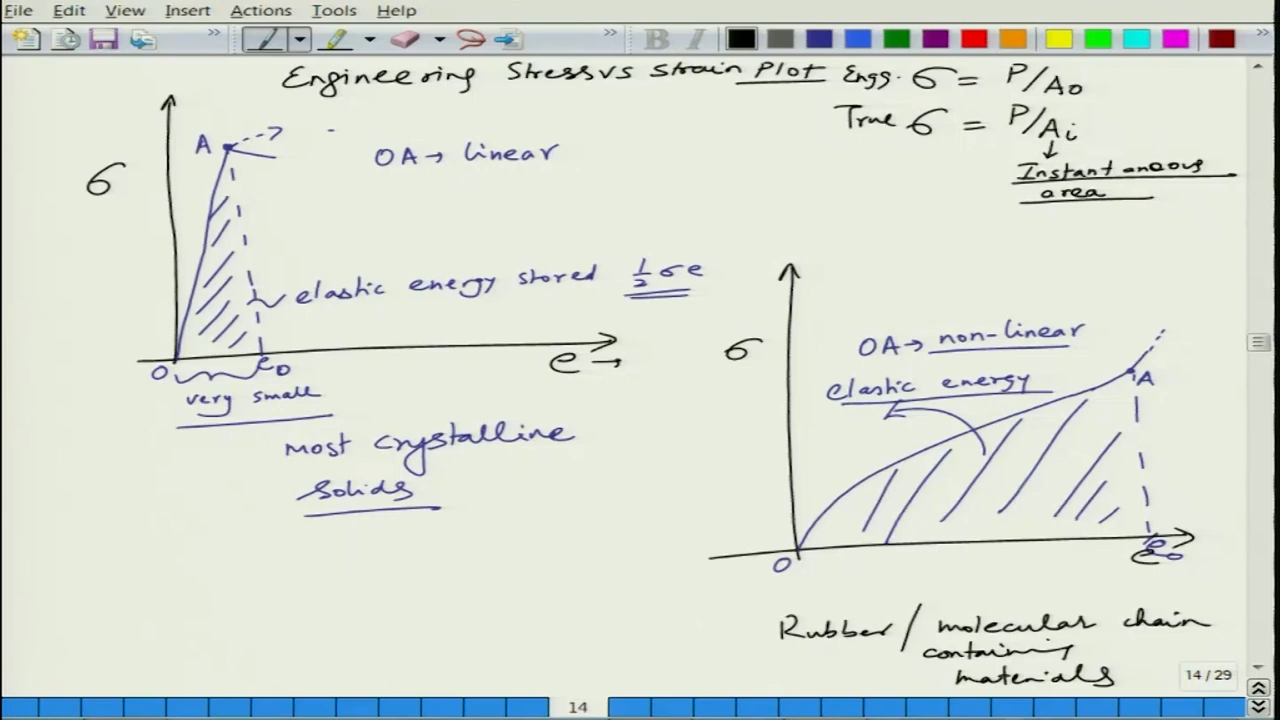 File Edit View Insert Actions Tools Help
B I
Engineering Stress vs Strain Plot
Engg. σ = P/A0
True σ = P/Ai
Instantaneous
area
A
OA → linear
σ
elastic energy stored 1/2 σe
O
e0
e →
very small
most crystalline
solids
σ
OA → non-linear
elastic energy
A
O
e0
e
Rubber / molecular chain
containing
materials
14 / 29
14